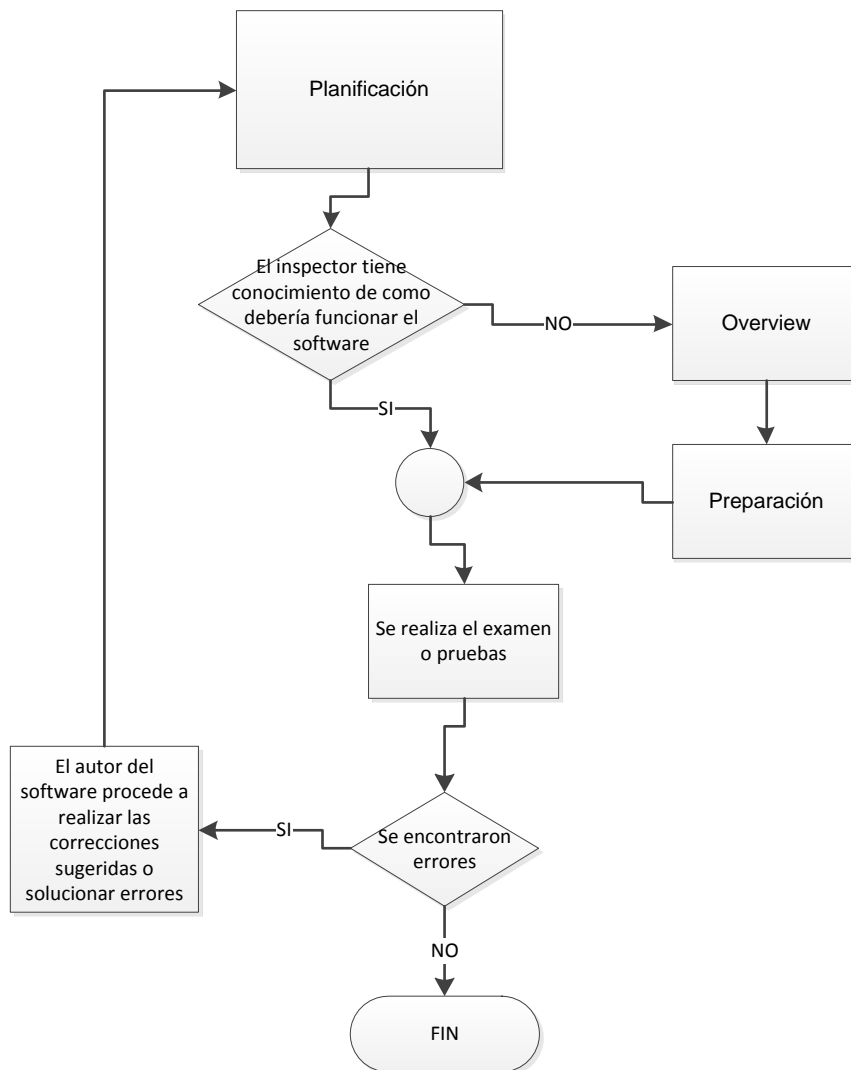 Planificación
El inspector tiene
conocimiento de como
debería funcionar el
software
NO
Overview
SI
Preparación
Se realiza el examen
o pruebas
El autor del
software procede a
realizar las
correcciones
sugeridas o
solucionar errores
SI
Se encontraron
errores
NO
FIN